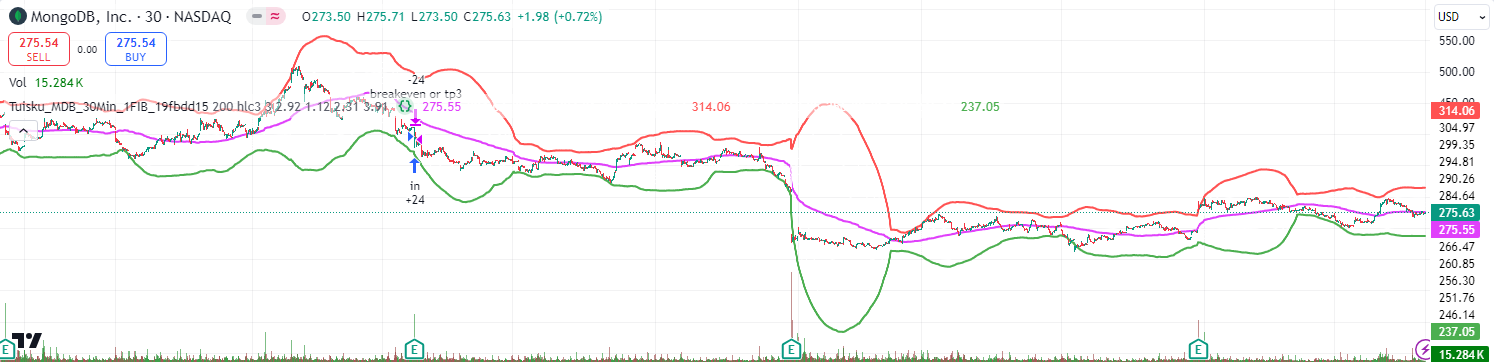 MongoDB, Inc. · 30 · NASDAQ O273.50 H275.71 L273.50 C275.63 +1.98 (+0.72%)
USD
275.54
SELL
0.00
275.54
BUY
Vol 15.284K
Tulsku_MDB_30Min_1FIB_19fbdd15 200 hlc3 3 2.92 1.12 2.31 3.91 {} 275.55 314.06 237.05
-24
breakeven or tp3
in
+24
550.00
500.00
314.06
304.97
299.35
294.81
290.26
284.64
275.63
275.55
266.47
260.85
256.30
251.76
246.14
237.05
15.284K
E
E
E
E